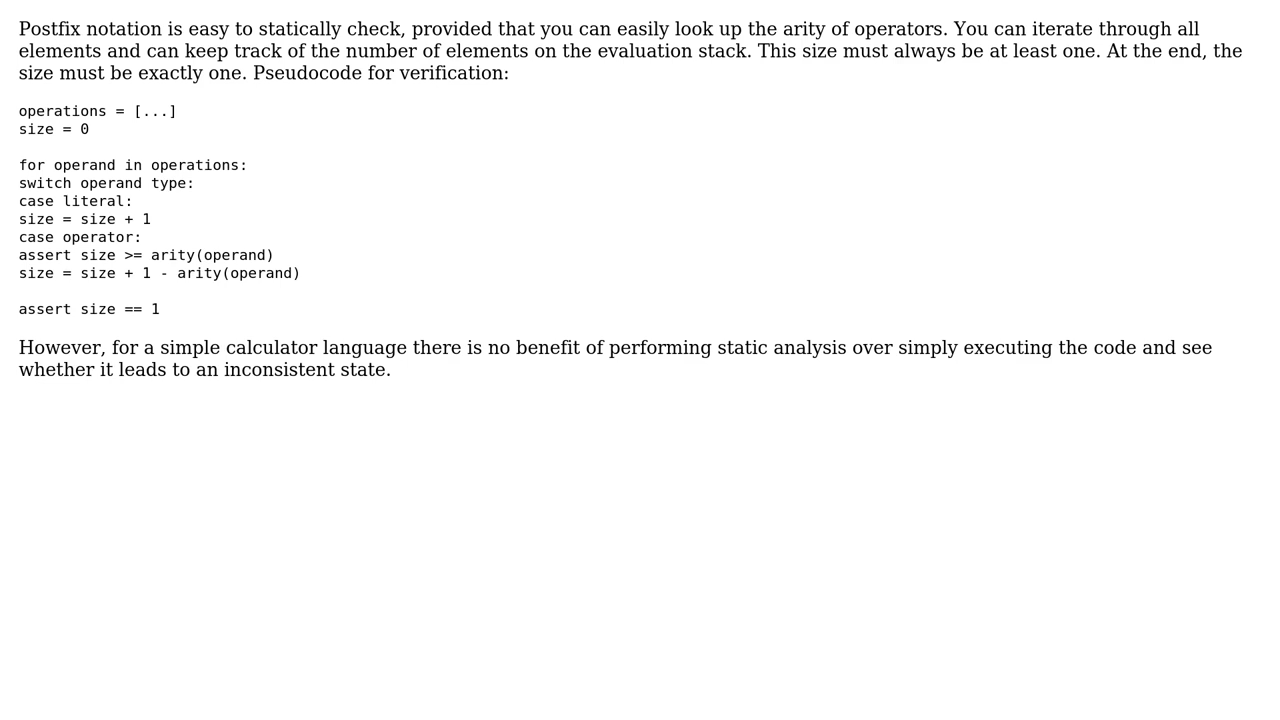 Postfix notation is easy to statically check, provided that you can easily look up the arity of operators. You can iterate through all
elements and can keep track of the number of elements on the evaluation stack. This size must always be at least one. At the end, the
size must be exactly one. Pseudocode for verification:
operations = [...]
size = 0
for operand in operations:
switch operand type:
case literal:
size = size + 1
case operator:
assert size >= arity(operand)
size = size + 1 - arity(operand)
assert size == 1
However, for a simple calculator language there is no benefit of performing static analysis over simply executing the code and see
whether it leads to an inconsistent state.